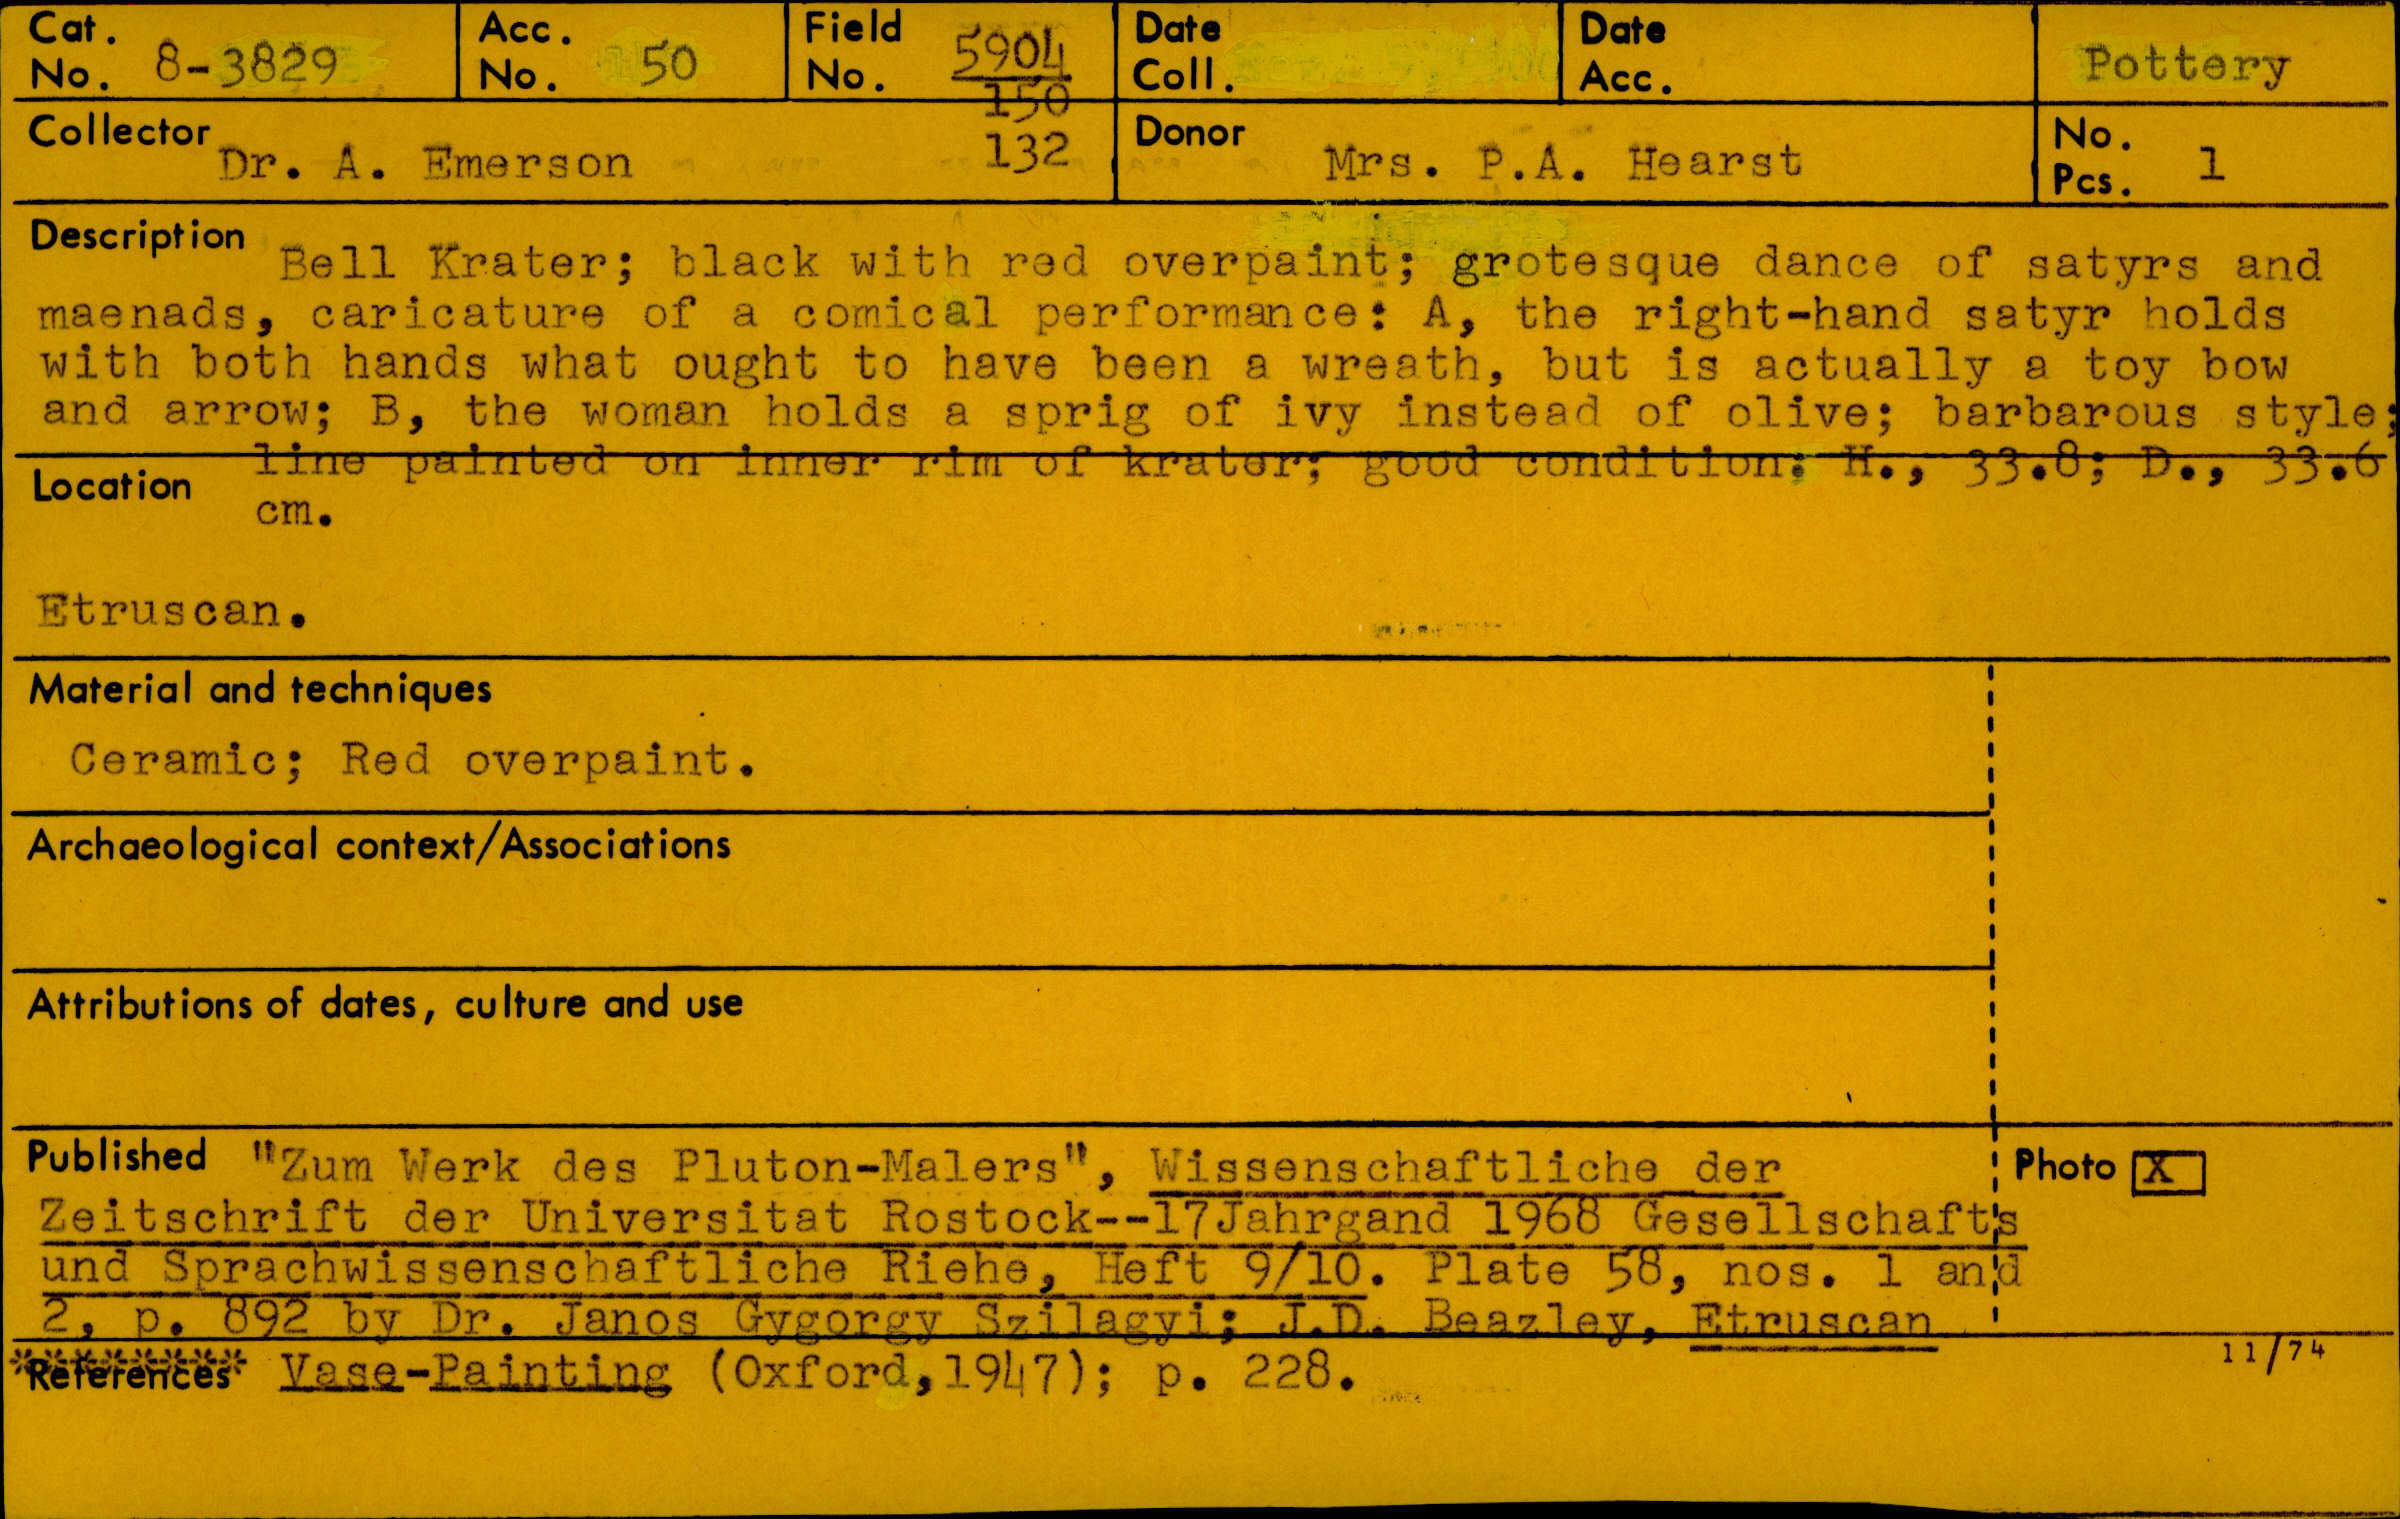 Cat. No. 8-3829
Acc. No. 50
Field No. 5904
150
132
Date Coll.
Date Acc.
Pottery
Collector Dr. A. Emerson
Donor Mrs. P.A. Hearst
No. Pcs. 1
Description Bell Krater; black with red overpaint; grotesque dance of satyrs and
maenads, caricature of a comical performance: A, the right-hand satyr holds
with both hands what ought to have been a wreath, but is actually a toy bow
and arrow; B, the woman holds a sprig of ivy instead of olive; barbarous style;
line painted on inner rim of krater; good condition; H., 33.8; D., 33.6
Location cm.
Etruscan.
Material and techniques
Ceramic; Red overpaint.
Archaeological context/Associations
Attributions of dates, culture and use
Published "Zum Werk des Pluton-Malers", Wissenschaftliche der
Zeitschrift der Universitat Rostock--17Jahrgand 1968 Gesellschafts
und Sprachwissenschaftliche Riehe, Heft 9/10. Plate 58, nos. 1 and
2, p. 892 by Dr. Janos Gygorgy Szilagyi; J.D. Beazley, Etruscan
Photo X
References Vase-Painting (Oxford,1947); p. 228.
11/74